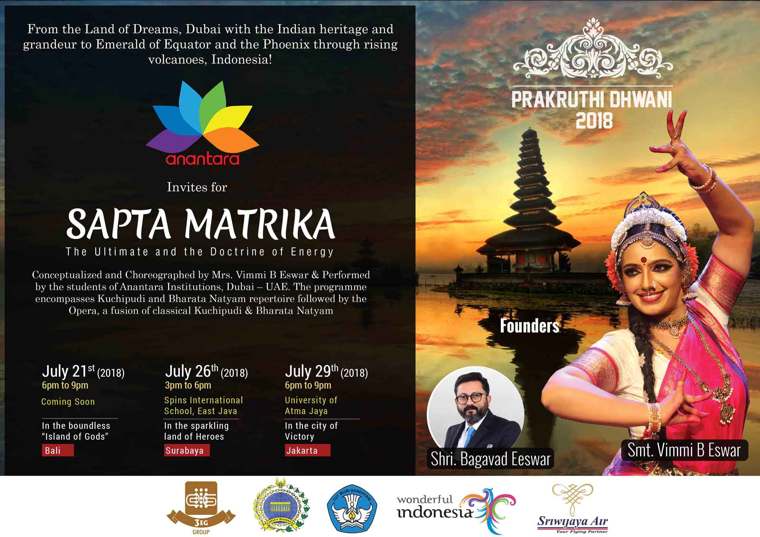 From the Land of Dreams, Dubai with the Indian heritage and
grandeur to Emerald of Equator and the Phoenix through rising
volcanoes, Indonesia!
anantara
Invites for
SAPTA MATRIKA
The Ultimate and the Doctrine of Energy
Conceptualized and Choreographed by Mrs. Vimmi B Eswar & Performed
by the students of Anantara Institutions, Dubai – UAE. The programme
encompasses Kuchipudi and Bharata Natyam repertoire followed by the
Opera, a fusion of classical Kuchipudi & Bharata Natyam
July 21st (2018)
6pm to 9pm
Coming Soon
In the boundless
"Island of Gods"
Bali
July 26th (2018)
3pm to 6pm
Spins International
School, East Java
In the sparkling
land of Heroes
Surabaya
July 29th (2018)
6pm to 9pm
University of
Atma Jaya
In the city of
Victory
Jakarta
PRAKRUTHI DHWANI
2018
Founders
Shri. Bagavad Eeswar
Smt. Vimmi B Eswar
3SG
GROUP
TUT WURI HANDAYANI
wonderful
indonesia
Sriwijaya Air
Your Flying Partner